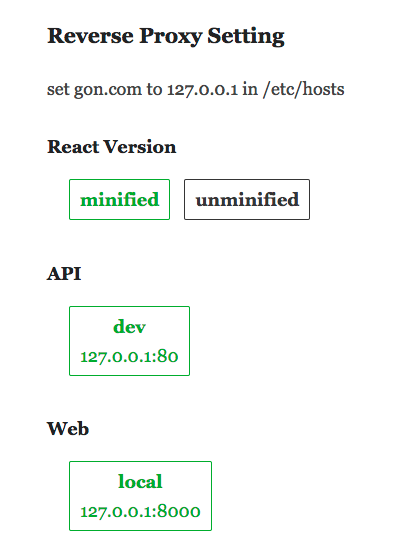 Reverse Proxy Setting
set gon.com to 127.0.0.1 in /etc/hosts
React Version
minified unminified
API
dev
127.0.0.1:80
Web
local
127.0.0.1:8000